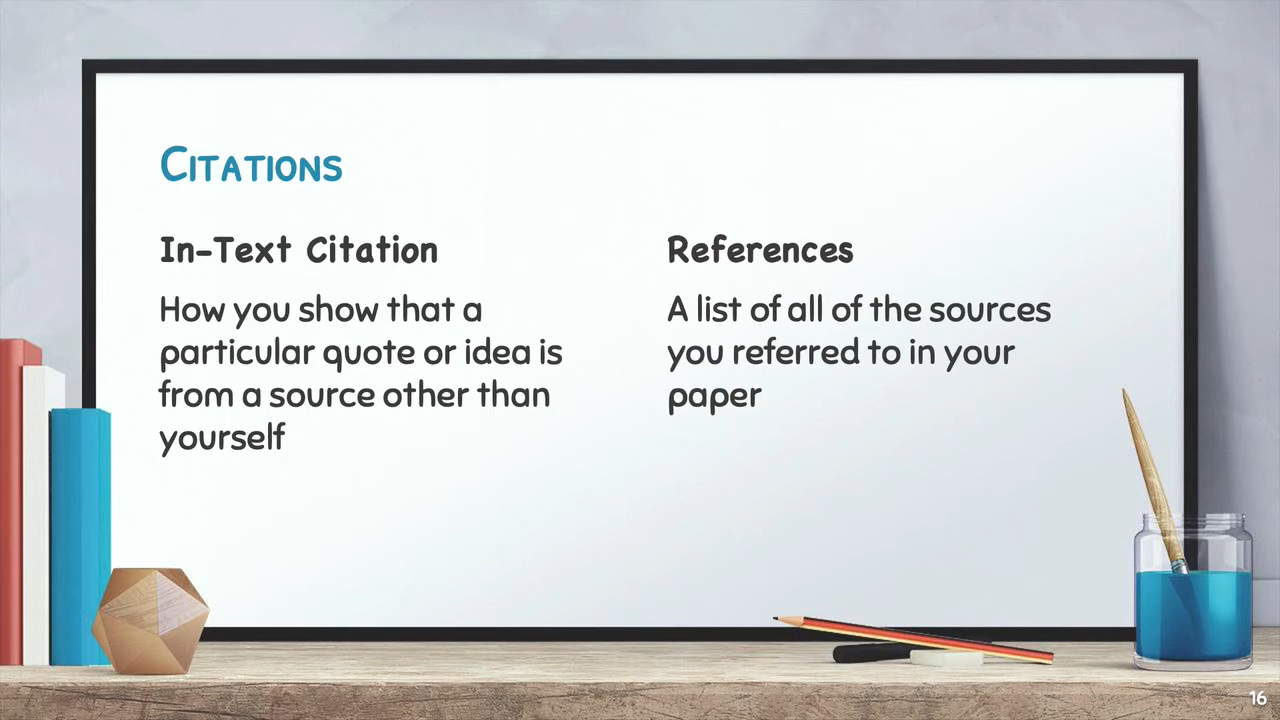 Citations
In-Text Citation
How you show that a
particular quote or idea is
from a source other than
yourself
References
A list of all of the sources
you referred to in your
paper
16